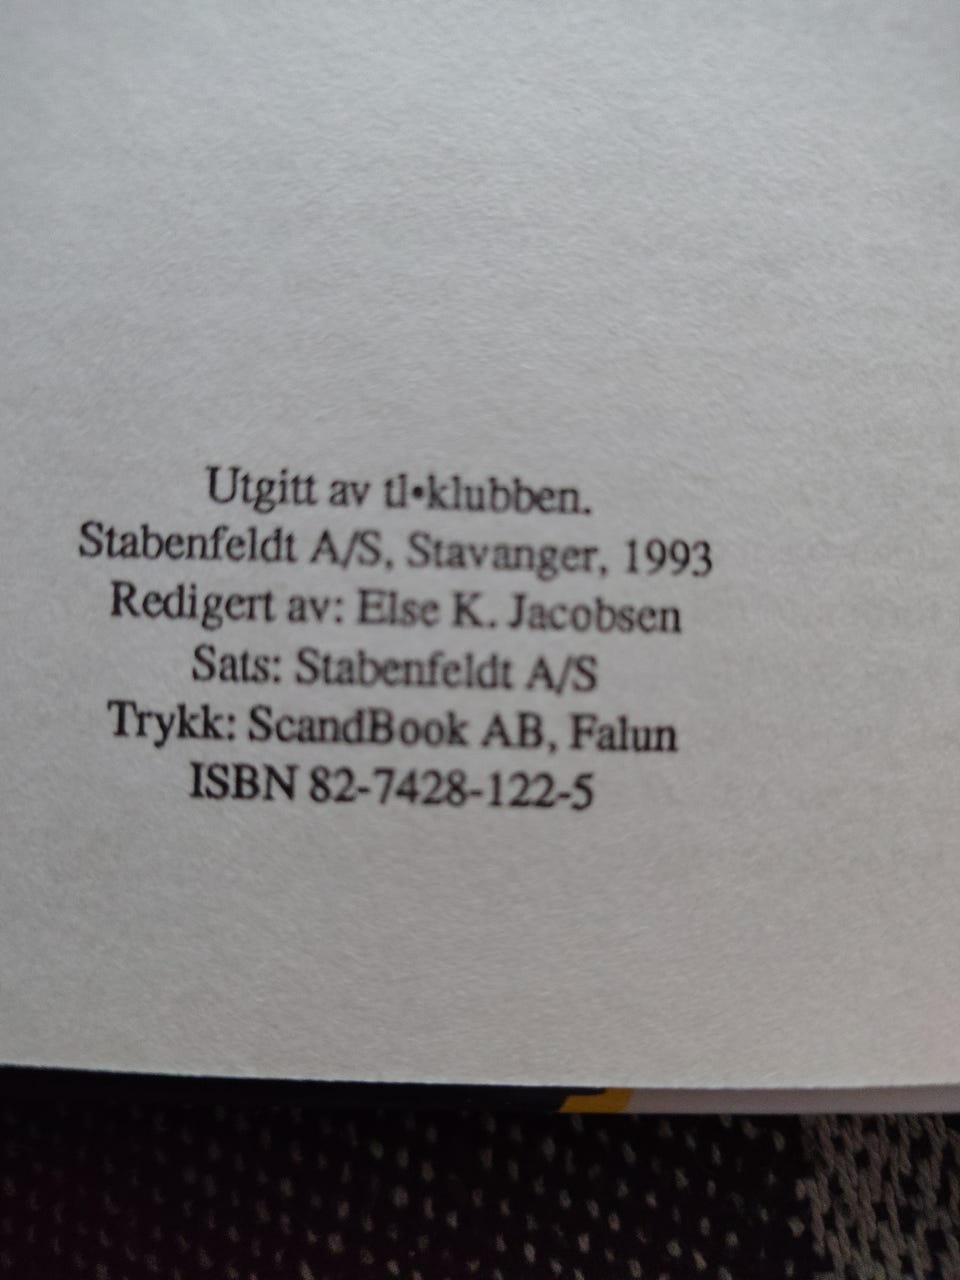 Utgitt av tl•klubben.
Stabenfeldt A/S, Stavanger, 1993
Redigert av: Else K. Jacobsen
Sats: Stabenfeldt A/S
Trykk: ScandBook AB, Falun
ISBN 82-7428-122-5